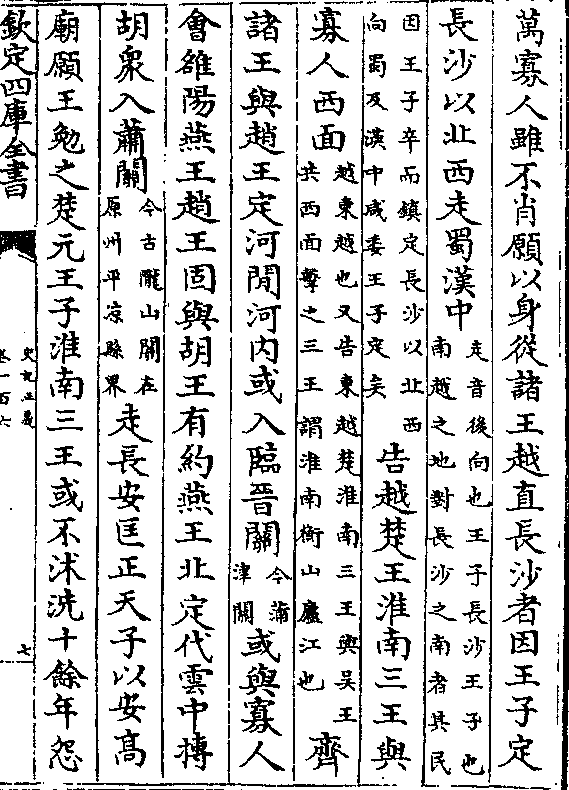 萬寡人雖不肖願以身從諸王越直長沙者因王子定
長沙以北西走蜀漢中走音後向也王子長沙王子也南越之地對長沙之南者其民
因王子卒而鎮定長沙以北西向蜀及漢中咸委王子定矣告越楚王淮南三王與
寡人西面越東越也又告東越楚淮南三王與吳王共西面擊之三王謂淮南衡山廬江也齊
諸王與趙王定河閒河内或入臨晉關今蒲津關或與寡人
會雒陽燕王趙王固與胡王有約燕王北定代雲中摶
胡衆入蕭關今古隴山關在原州平凉縣界走長安匡正天子以安高
廟願王勉之楚元王子淮南三王或不沐洗十餘年怨
欽定四庫全書
史記正義
卷一百六
七